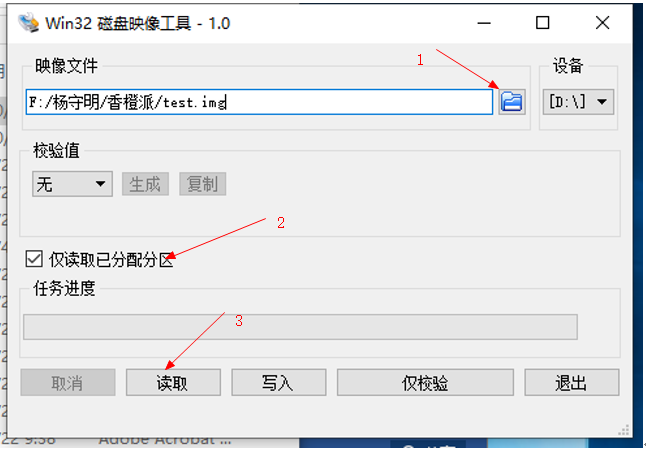 Win32 磁盘映像工具 - 1.0
映像文件
1
设备
F:/杨守明/香橙派/test.img
[D:\]
校验值
无
生成
复制
2
仅读取已分配分区
任务进度
3
取消
读取
写入
仅校验
退出
22 9:38
Adobe Acrobat ...